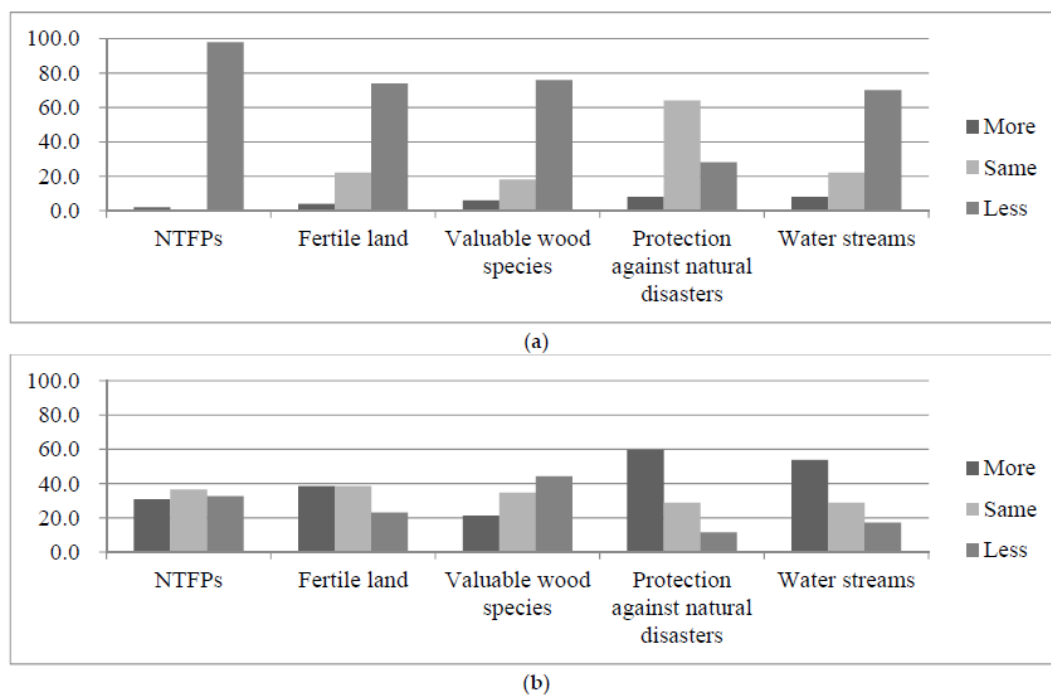 100.0
80.0
60.0
40.0
20.0
0.0
NTFPs
Fertile land
Valuable wood
species
Protection
against natural
disasters
Water streams
More
Same
Less
(a)
100.0
80.0
60.0
40.0
20.0
0.0
NTFPs
Fertile land
Valuable wood
species
Protection
against natural
disasters
Water streams
More
Same
Less
(b)